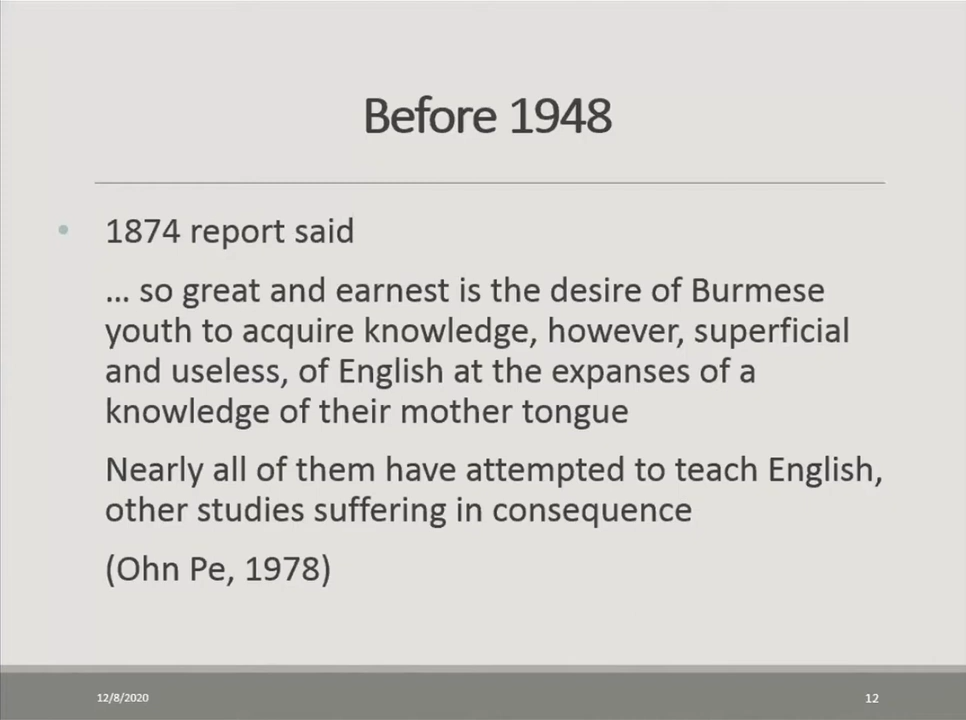 Before 1948
• 1874 report said
... so great and earnest is the desire of Burmese
youth to acquire knowledge, however, superficial
and useless, of English at the expanses of a
knowledge of their mother tongue
Nearly all of them have attempted to teach English,
other studies suffering in consequence
(Ohn Pe, 1978)
12/8/2020
12